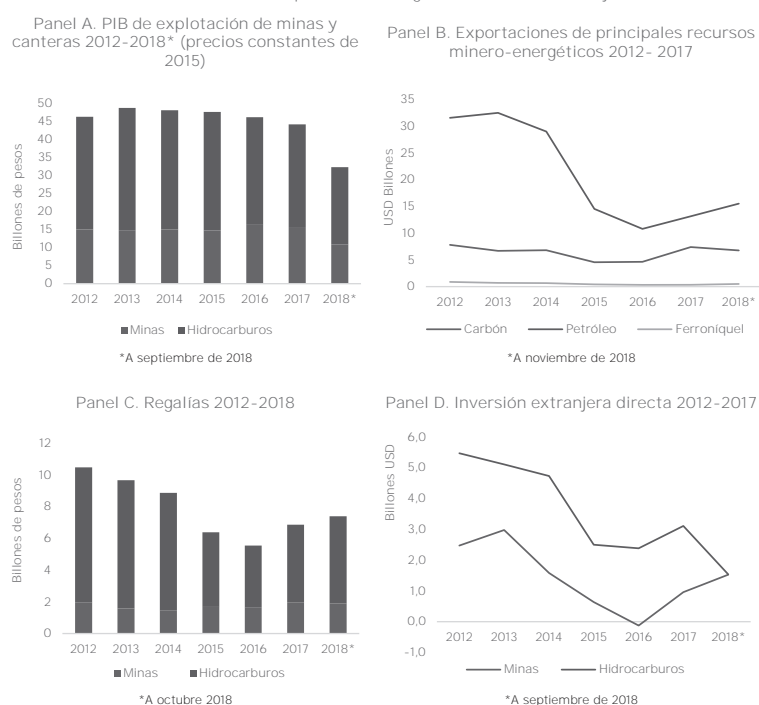 Panel A. PIB de explotación de minas y
canteras 2012-2018* (precios constantes de
2015)
Billones de pesos
50
45
40
35
30
25
20
15
10
5
0
2012 2013 2014 2015 2016 2017 2018*
Minas Hidrocarburos
*A septiembre de 2018
Panel B. Exportaciones de principales recursos
minero-energéticos 2012- 2017
USD Billones
35
30
25
20
15
10
5
0
2012 2013 2014 2015 2016 2017 2018*
Carbón Petróleo Ferroníquel
*A noviembre de 2018
Panel C. Regalías 2012-2018
Billones de pesos
12
10
8
6
4
2
0
2012 2013 2014 2015 2016 2017 2018*
Minas Hidrocarburos
*A octubre 2018
Panel D. Inversión extranjera directa 2012-2017
Billones USD
6,0
5,0
4,0
3,0
2,0
1,0
0,0
-1,0
2012 2013 2014 2015 2016 2017 2018*
Minas Hidrocarburos
*A septiembre de 2018